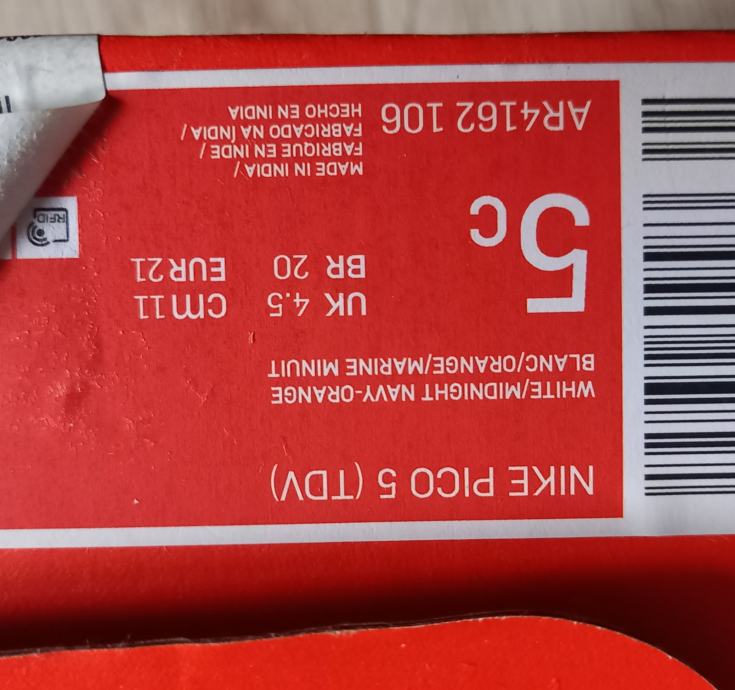 NIKE PICO 5 (TDV)
WHITE/MIDNIGHT NAVY-ORANGE
BLANC/ORANGE/MARINE MINUIT
5C
UK 4.5 CM 11
BR 20 EUR 21
AR4162 106
MADE IN INDIA /
FABRIQUE EN INDE /
FABRICADO NA ÍNDIA /
HECHO EN INDIA
RFID